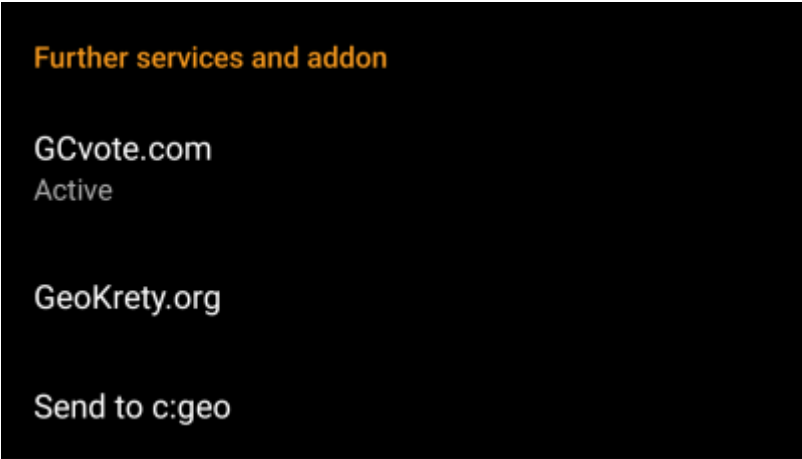 Further services and addon
GCvote.com
Active
GeoKrety.org
Send to c:geo